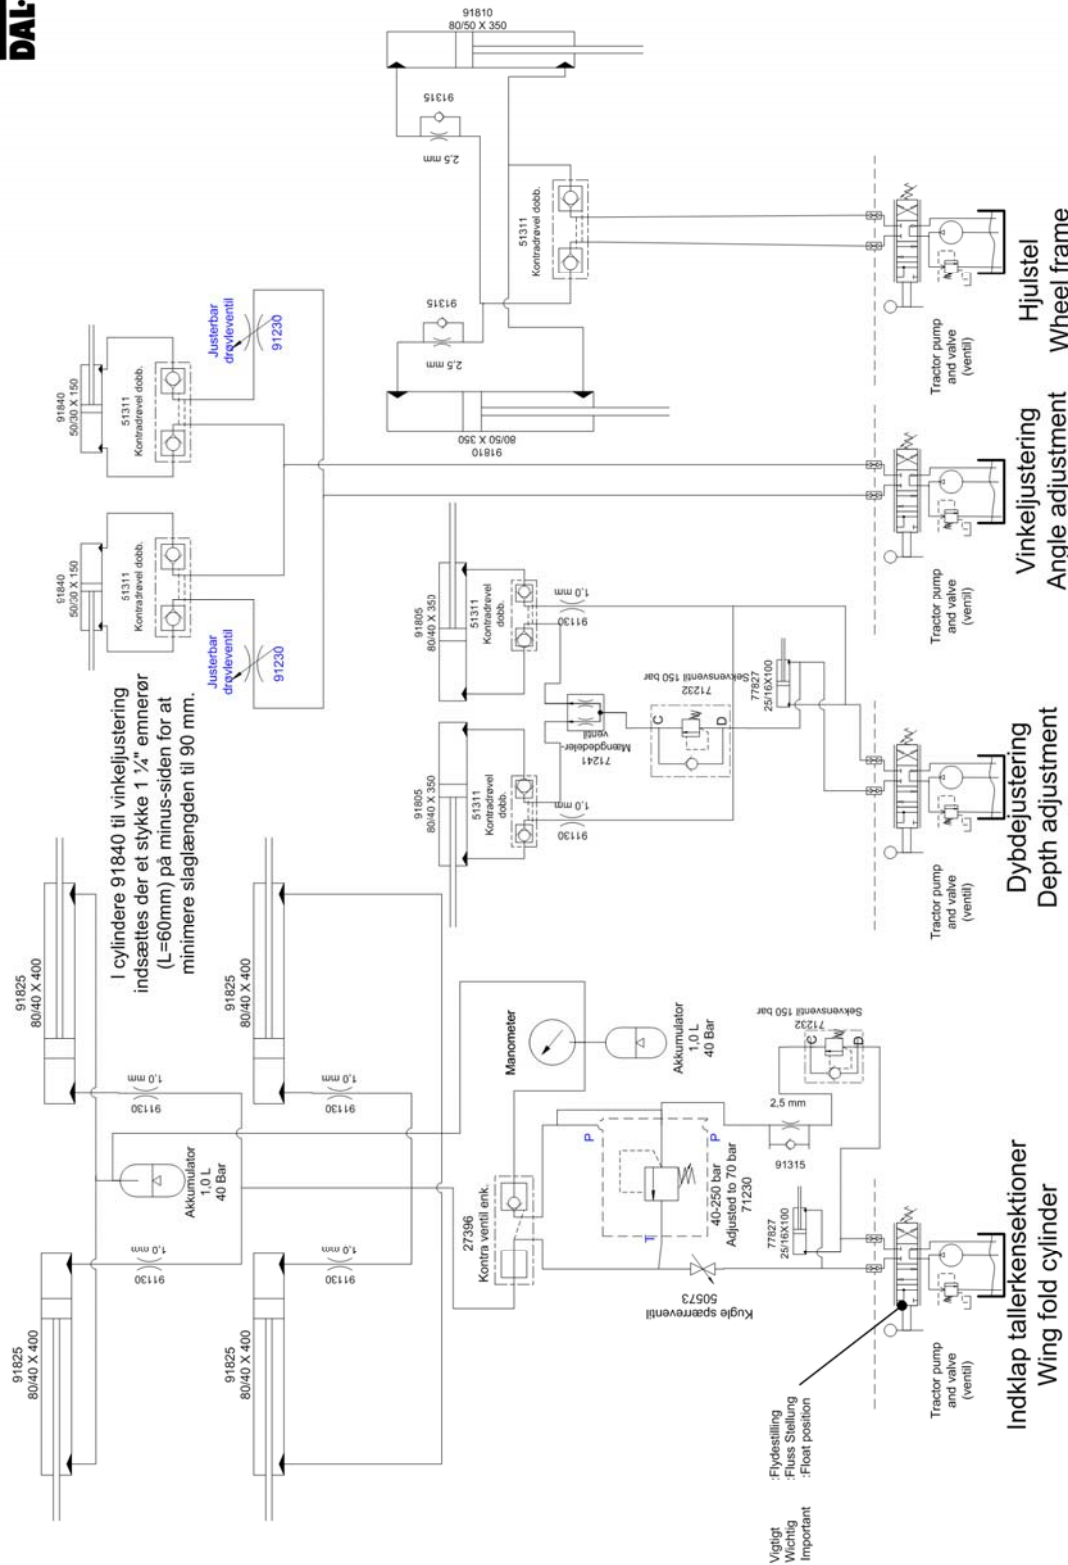 DAL-
91825
80/40 X 400
91825
80/40 X 400
91130
1,0 mm
91130
1,0 mm
Akkumulator
1,0 L
40 Bar
91825
80/40 X 400
91825
80/40 X 400
91130
1,0 mm
91130
1,0 mm
I cylindere 91840 til vinkeljustering
indsættes der et stykke 1 ¼" emnerør
(L=60mm) på minus-siden for at
minimere slaglængden til 90 mm.
91840
50/30 X 150
51311
Kontradrøvel dobb.
91840
50/30 X 150
51311
Kontradrøvel dobb.
Justerbar
drøvleventil
91230
Justerbar
drøvleventil
91230
91810
80/50 X 350
91315
2,5 mm
91315
2,5 mm
91810
80/50 X 350
51311
Kontradrøvel dobb.
91805
80/40 X 350
51311
Kontradrøvel
dobb.
91805
80/40 X 350
51311
Kontradrøvel
dobb.
91130
1,0 mm
91130
1,0 mm
71241
Mængdedeler-
ventil
71232
Sekvensventil 150 bar
C
D
77827
25/16X100
27396
Kontra ventil enk.
Manometer
Akkumulator
1,0 L
40 Bar
P
P
T
40-250 bar
Adjusted to 70 bar
71230
50573
Kugle spærreventil
91315
2,5 mm
71232
Sekvensventil 150 bar
C
D
77827
25/16X100
Vigtigt :Flydestilling
Wichtig :Fluss Stellung
Important :Float position
Tractor pump
and valve
(ventil)
Tractor pump
and valve
(ventil)
Tractor pump
and valve
(ventil)
Tractor pump
and valve
(ventil)
Indklap tallerkensektioner
Wing fold cylinder
Dybdejustering
Depth adjustment
Vinkeljustering
Angle adjustment
Hjulstel
Wheel frame